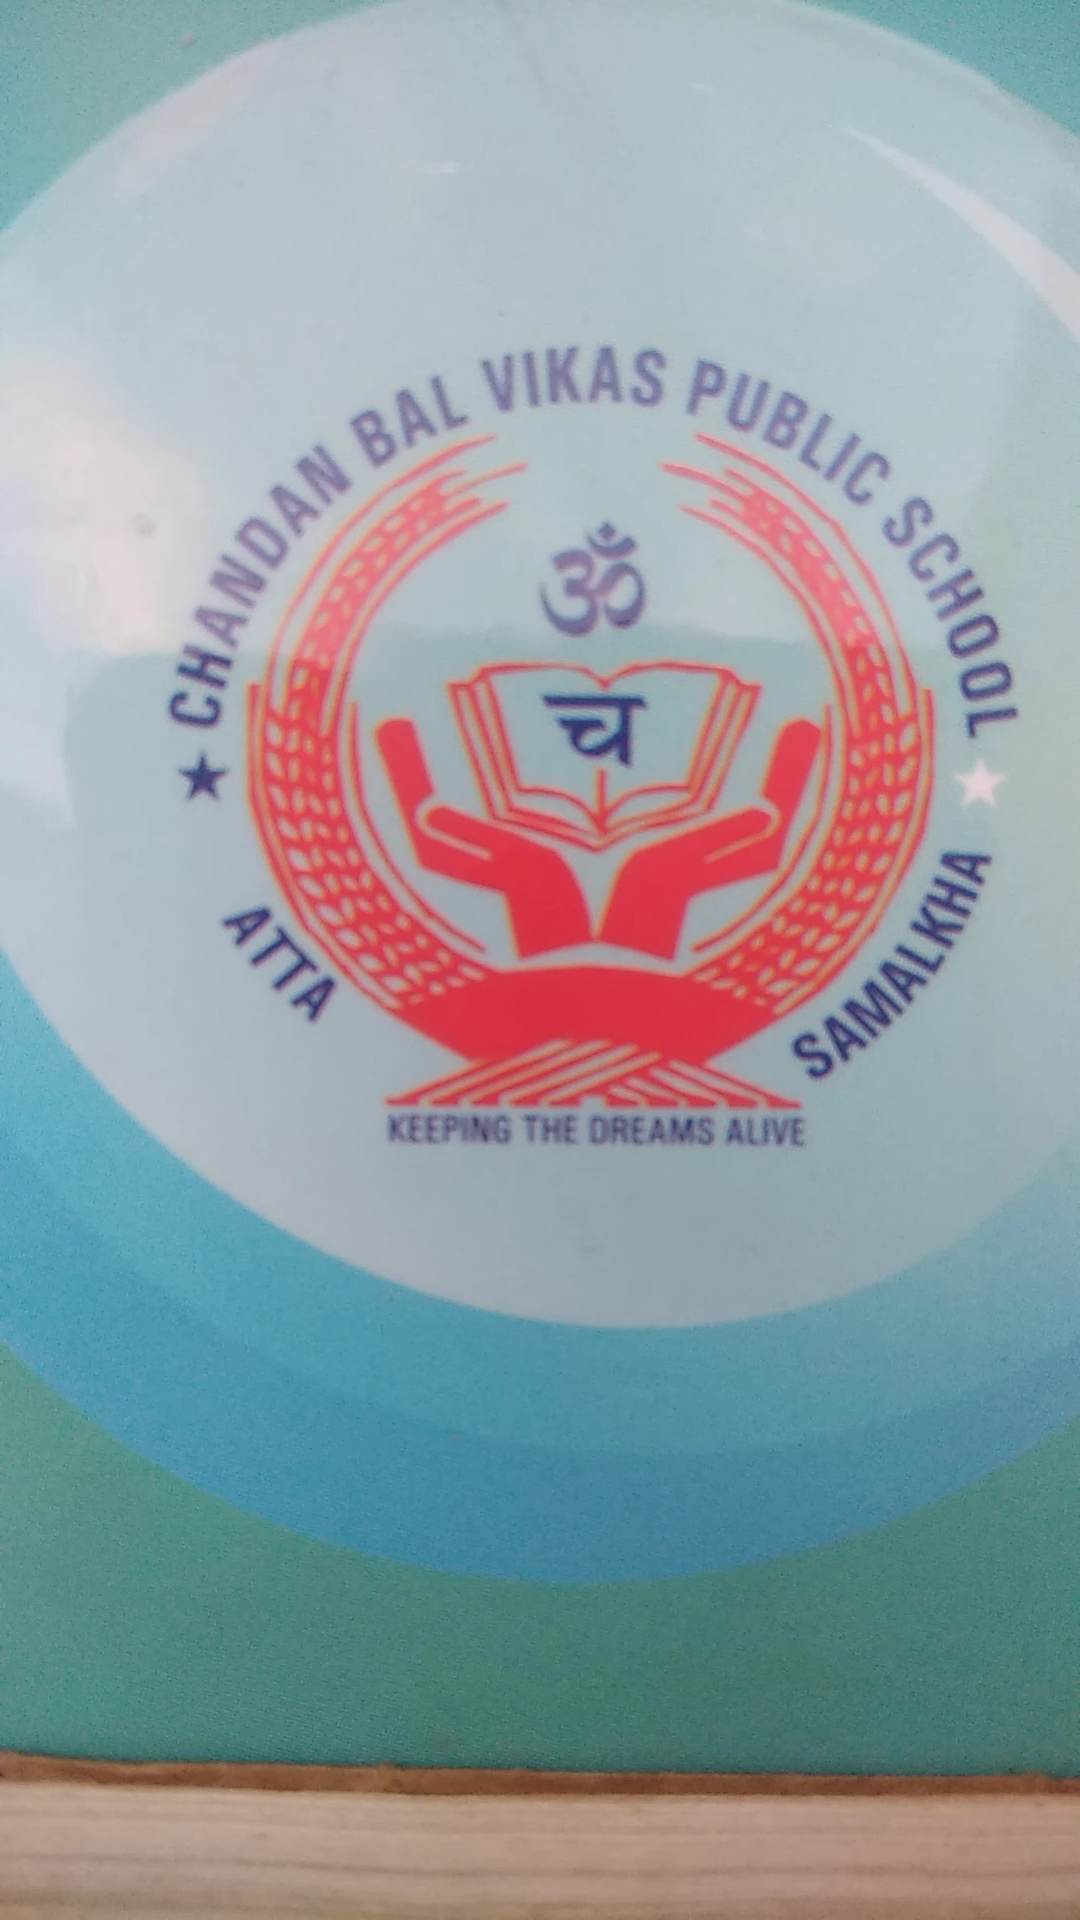 CHANDAN BAL VIKAS PUBLIC SCHOOL
ॐ
च
ATTA
SAMALKHA
KEEPING THE DREAMS ALIVE